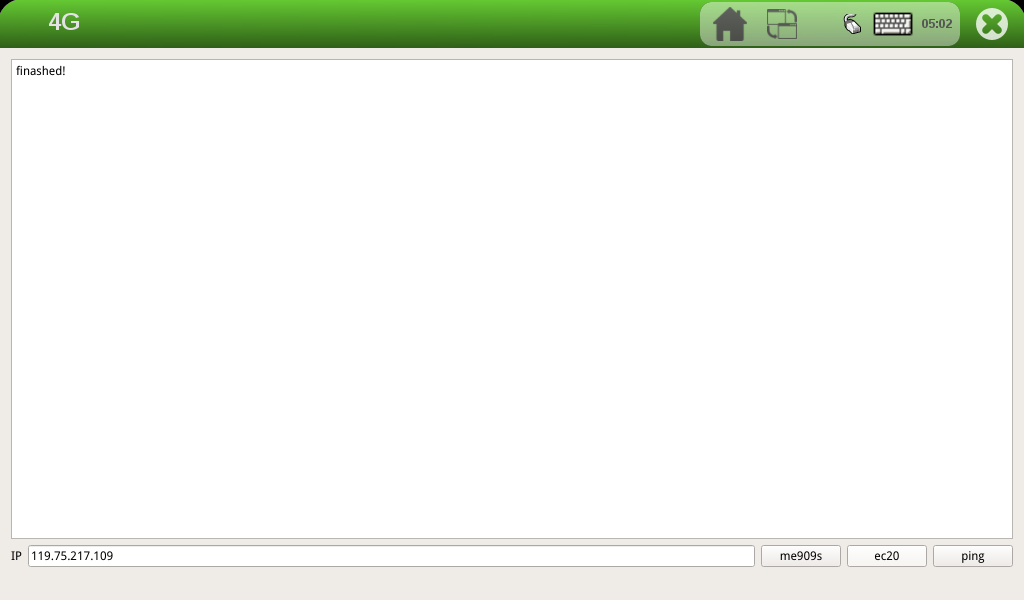 4G
05:02
finashed!
IP 119.75.217.109 me909s ec20 ping